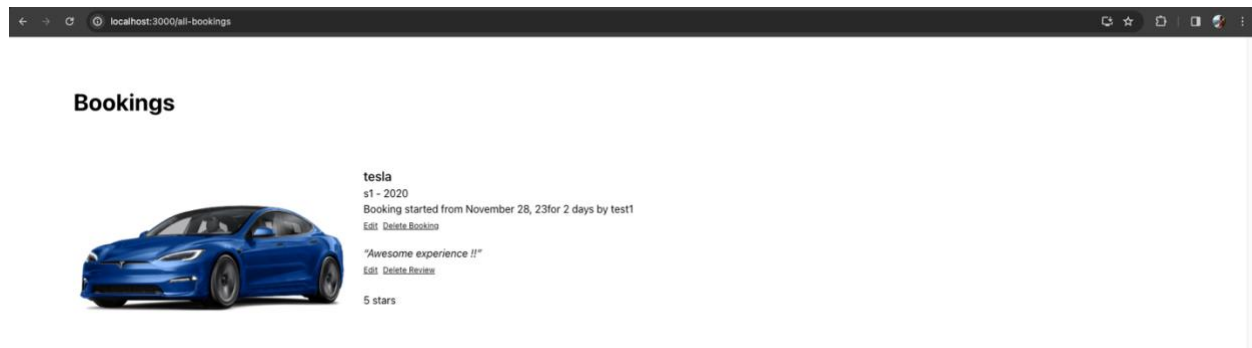 localhost:3000/all-bookings
Bookings
tesla
s1 - 2020
Booking started from November 28, 23for 2 days by test1
Edit Delete Booking
"Awesome experience !!"
Edit Delete Review
5 stars